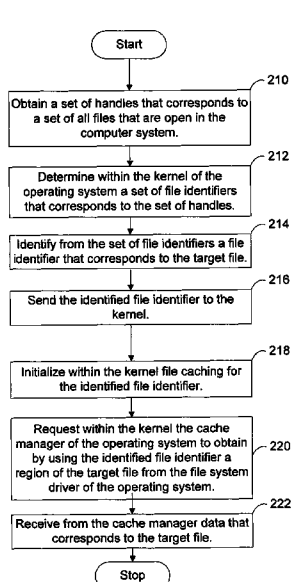 Start
210
Obtain a set of handles that corresponds to
a set of all files that are open in the
computer system.
212
Determine within the kernel of the
operating system a set of file identifiers
that corresponds to the set of handles.
214
Identify from the set of file identifiers a file
identifier that corresponds to the target file.
216
Send the identified file identifier to the
kernel.
218
Initialize within the kernel file caching for
the identified file identifier.
Request within the kernel the cache
manager of the operating system to obtain
by using the identified file identifier a
region of the target file from the file system
driver of the operating system.
220
222
Receive from the cache manager data that
corresponds to the target file.
Stop